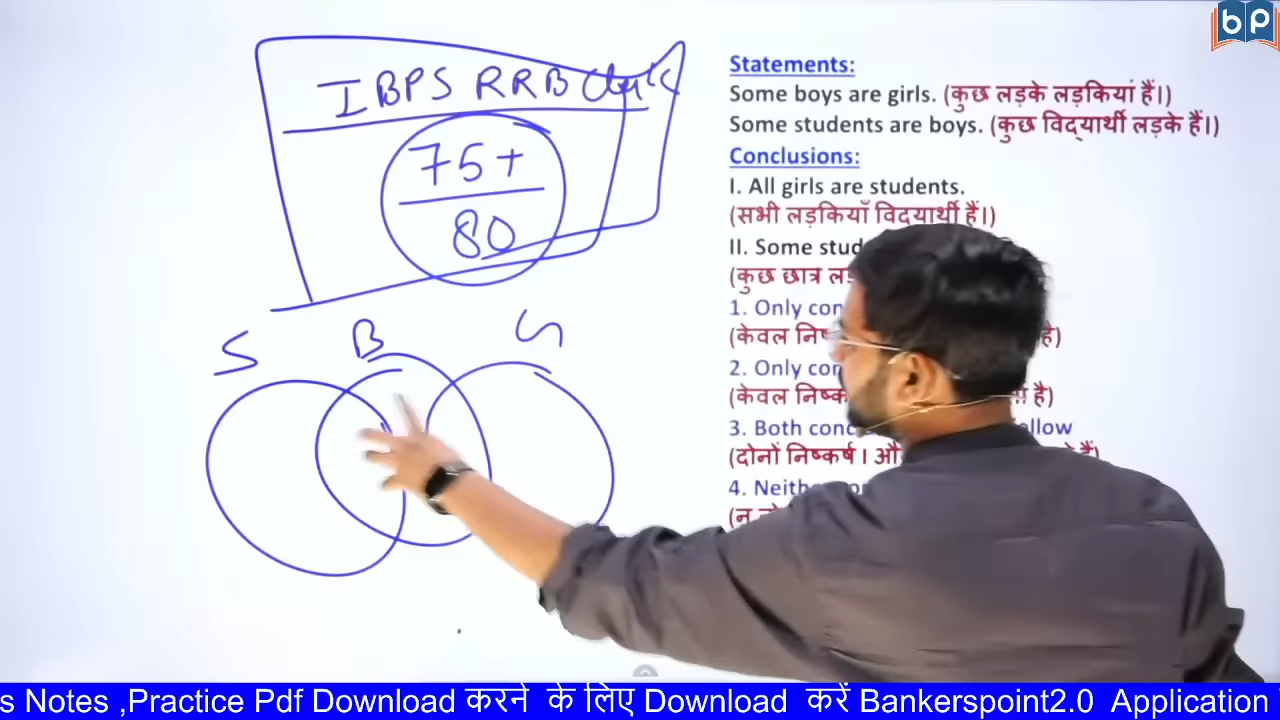 bp
IBPS RRB Clerk
75+
80
S B G
Statements:
Some boys are girls. (कुछ लड़के लड़कियां हैं।)
Some students are boys. (कुछ विद्यार्थी लड़के हैं।)
Conclusions:
I. All girls are students.
(सभी लड़कियाँ विद्यार्थी हैं।)
II. Some stud
(कुछ छात्र
1. Only con
(केवल
2. Only con
(केवल
3. Both conc ollow
(दोनों निष्कर्ष I
4. Neith
s Notes ,Practice Pdf Download करने के लिए Download करें Bankerspoint2.0 Application